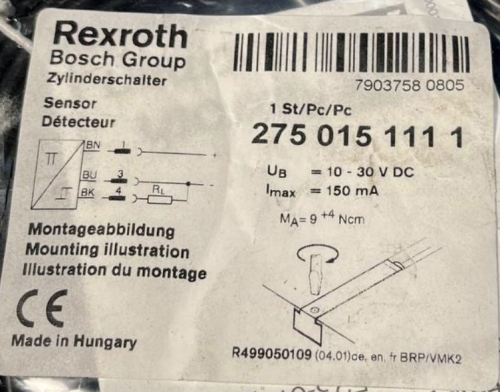 Rexroth
Bosch Group
Zylinderschalter
Sensor
Détecteur
7903758 0805
1 St/Pc/Pc
275 015 111 1
BN 1 +
BU 3 -
BK 4 RL
UB = 10 - 30 V DC
Imax = 150 mA
MA= 9 +4 Ncm
Montageabbildung
Mounting illustration
Illustration du montage
CE
Made in Hungary
R499050109 (04.01)ce, en, fr BRP/VMK2